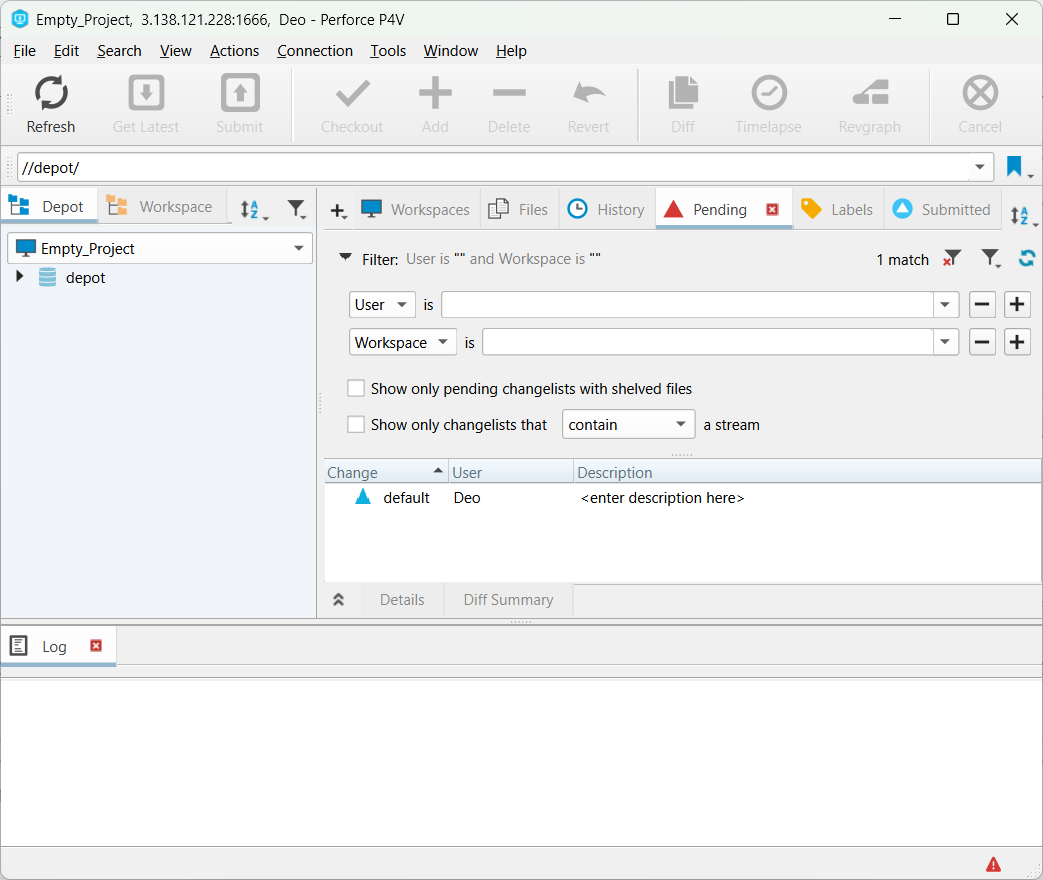 Empty_Project, 3.138.121.228:1666, Deo - Perforce P4V
File Edit Search View Actions Connection Tools Window Help
Refresh Get Latest Submit Checkout Add Delete Revert Diff Timelapse Revgraph Cancel
//depot/
Depot Workspace Workspaces Files History Pending Labels Submitted
Empty_Project
depot
Filter: User is "" and Workspace is "" 1 match
User is
Workspace is
Show only pending changelists with shelved files
Show only changelists that contain a stream
Change User Description
default Deo <enter description here>
Details Diff Summary
Log